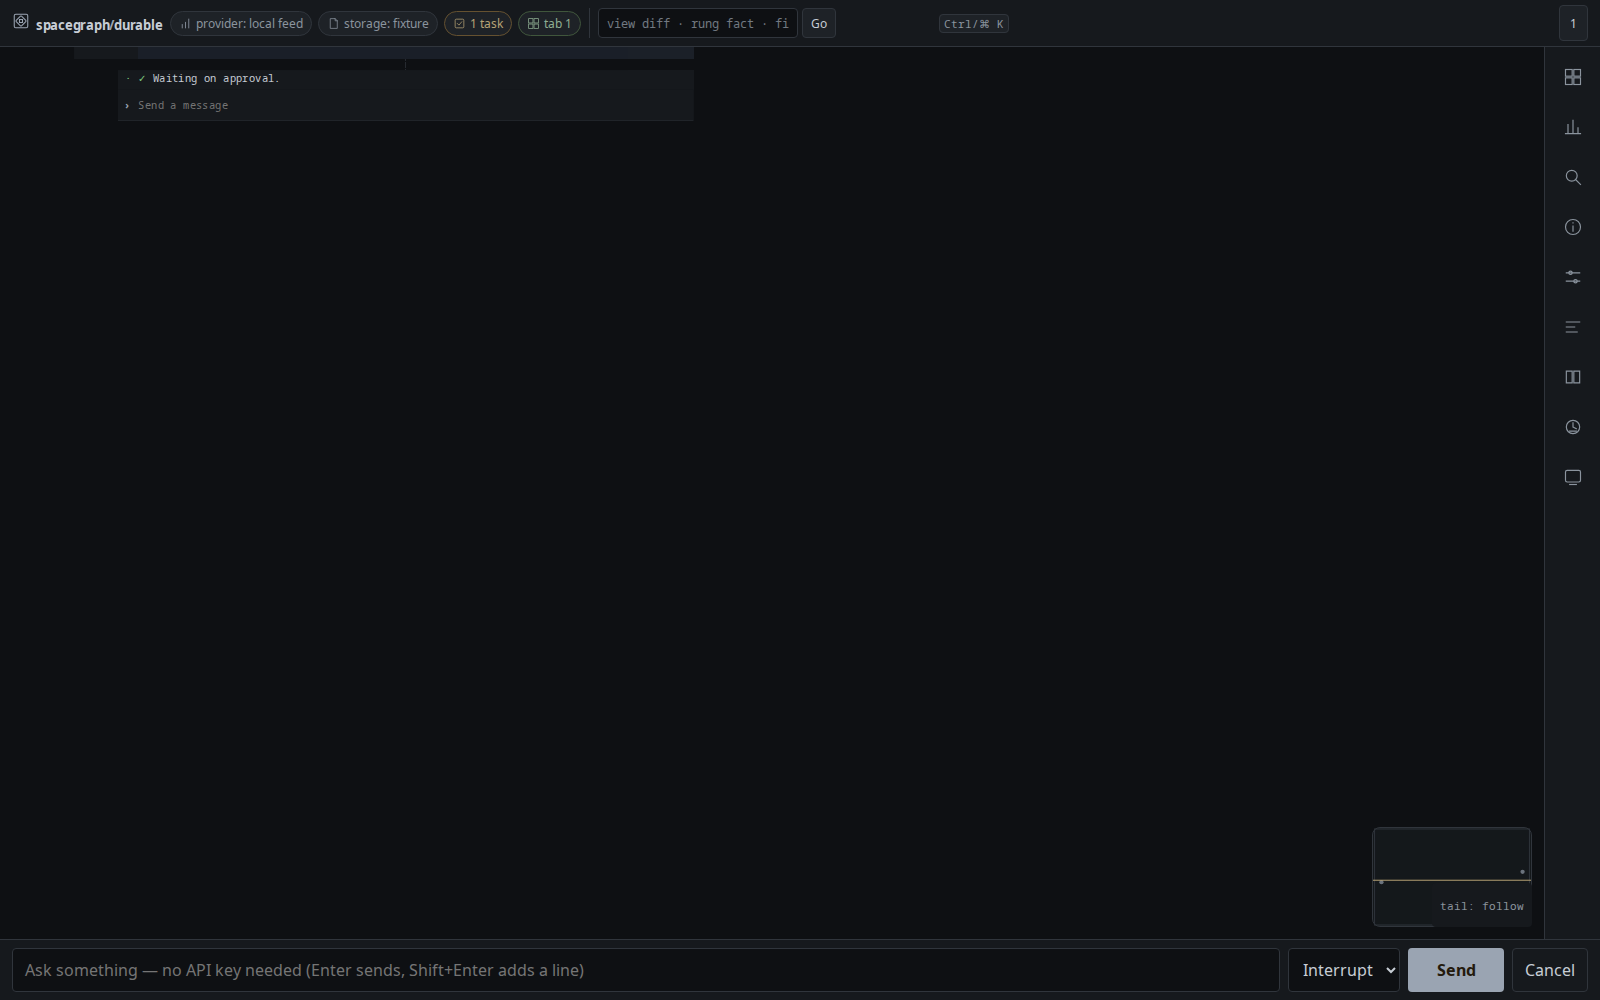 spacegraph/durable
provider: local feed
storage: fixture
1 task
tab 1
view diff · rung fact · fi
Go
Ctrl/⌘ K
1
· ✓ Waiting on approval.
› Send a message
tail: follow
Ask something — no API key needed (Enter sends, Shift+Enter adds a line)
Interrupt
Send
Cancel